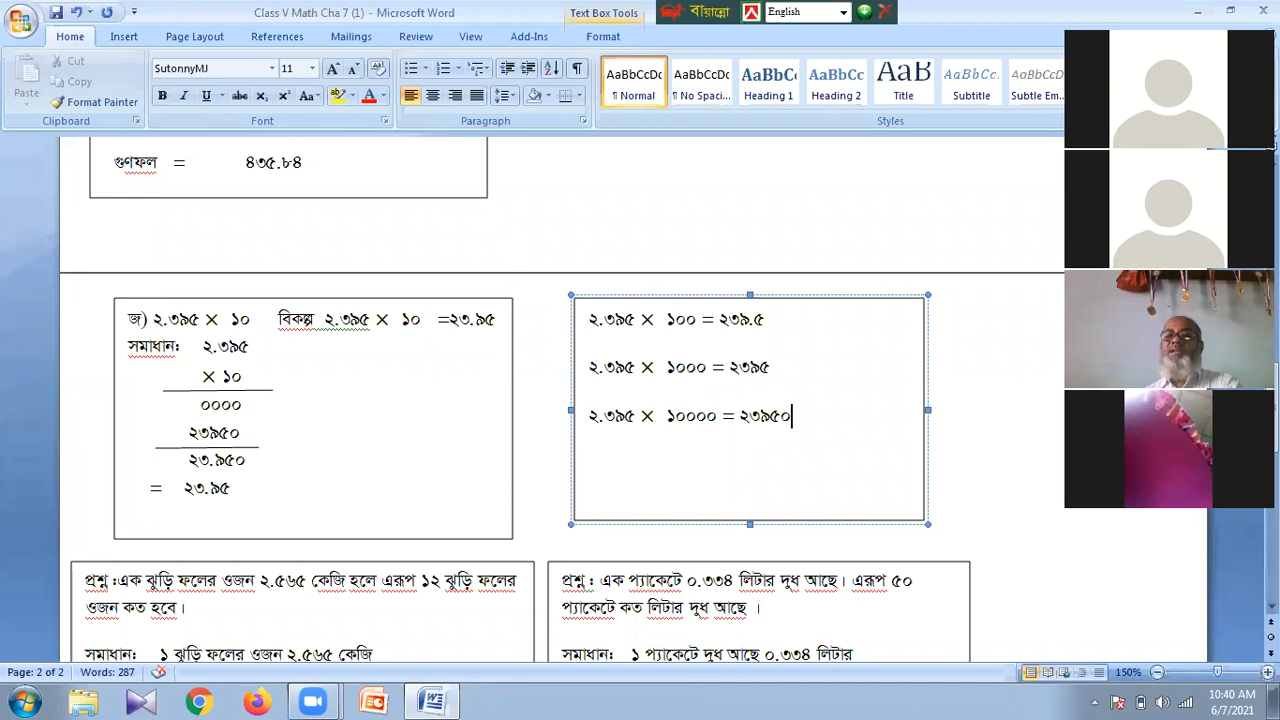 Class V Math Cha 7 (1) - Microsoft Word
Text Box Tools
বায়ান্নো
English
Home Insert Page Layout References Mailings Review View Add-Ins Format
Cut
Copy
Format Painter
Paste
SutonnyMJ 11
AaBbCcDc AaBbCcDc AaBbC AaBbCc AaB AaBbCc. AaBbCcDc
¶ Normal ¶ No Spaci... Heading 1 Heading 2 Title Subtitle Subtle Em...
Clipboard Font Paragraph Styles
গুণফল = ৪৩৫.৮৪
জ) ২.৩৯৫ × ১০ বিকল্প ২.৩৯৫ × ১০ =২৩.৯৫
সমাধান: ২.৩৯৫
× ১০
০০০০
২৩৯৫০
২৩.৯৫০
= ২৩.৯৫
২.৩৯৫ × ১০০ = ২৩৯.৫
২.৩৯৫ × ১০০০ = ২৩৯৫
২.৩৯৫ × ১০০০০ = ২৩৯৫০
প্রশ্ন :এক ঝুড়ি ফলের ওজন ২.৫৬৫ কেজি হলে এরূপ ১২ ঝুড়ি ফলের
ওজন কত হবে।
সমাধান: ১ ঝুড়ি ফলের ওজন ২.৫৬৫ কেজি
প্রশ্ন : এক প্যাকেটে ০.৩৩৪ লিটার দুধ আছে। এরূপ ৫০
প্যাকেটে কত লিটার দুধ আছে ।
সমাধান: ১ প্যাকেটে দুধ আছে ০.৩৩৪ লিটার
Page: 2 of 2 Words: 287 150%
10:40 AM
6/7/2021